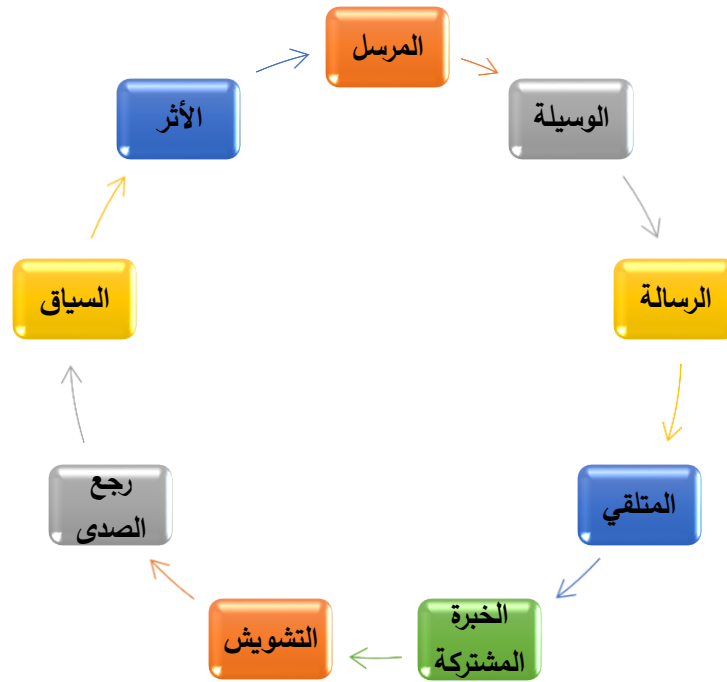 المرسل
الوسيلة
الرسالة
المتلقي
الخبرة
المشتركة
التشويش
رجع
الصدى
السياق
الأثر